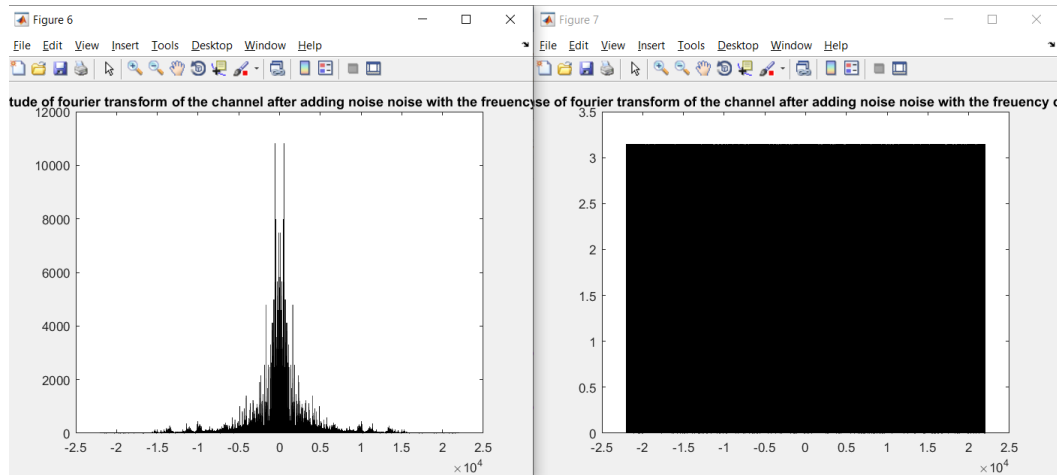 Figure 6
File Edit View Insert Tools Desktop Window Help
tude of fourier transform of the channel after adding noise noise with the freuency
12000
10000
8000
6000
4000
2000
0
-2.5 -2 -1.5 -1 -0.5 0 0.5 1 1.5 2 2.5
× 10^4
Figure 7
File Edit View Insert Tools Desktop Window Help
se of fourier transform of the channel after adding noise noise with the freuency
3.5
3
2.5
2
1.5
1
0.5
0
-2.5 -2 -1.5 -1 -0.5 0 0.5 1 1.5 2 2.5
× 10^4